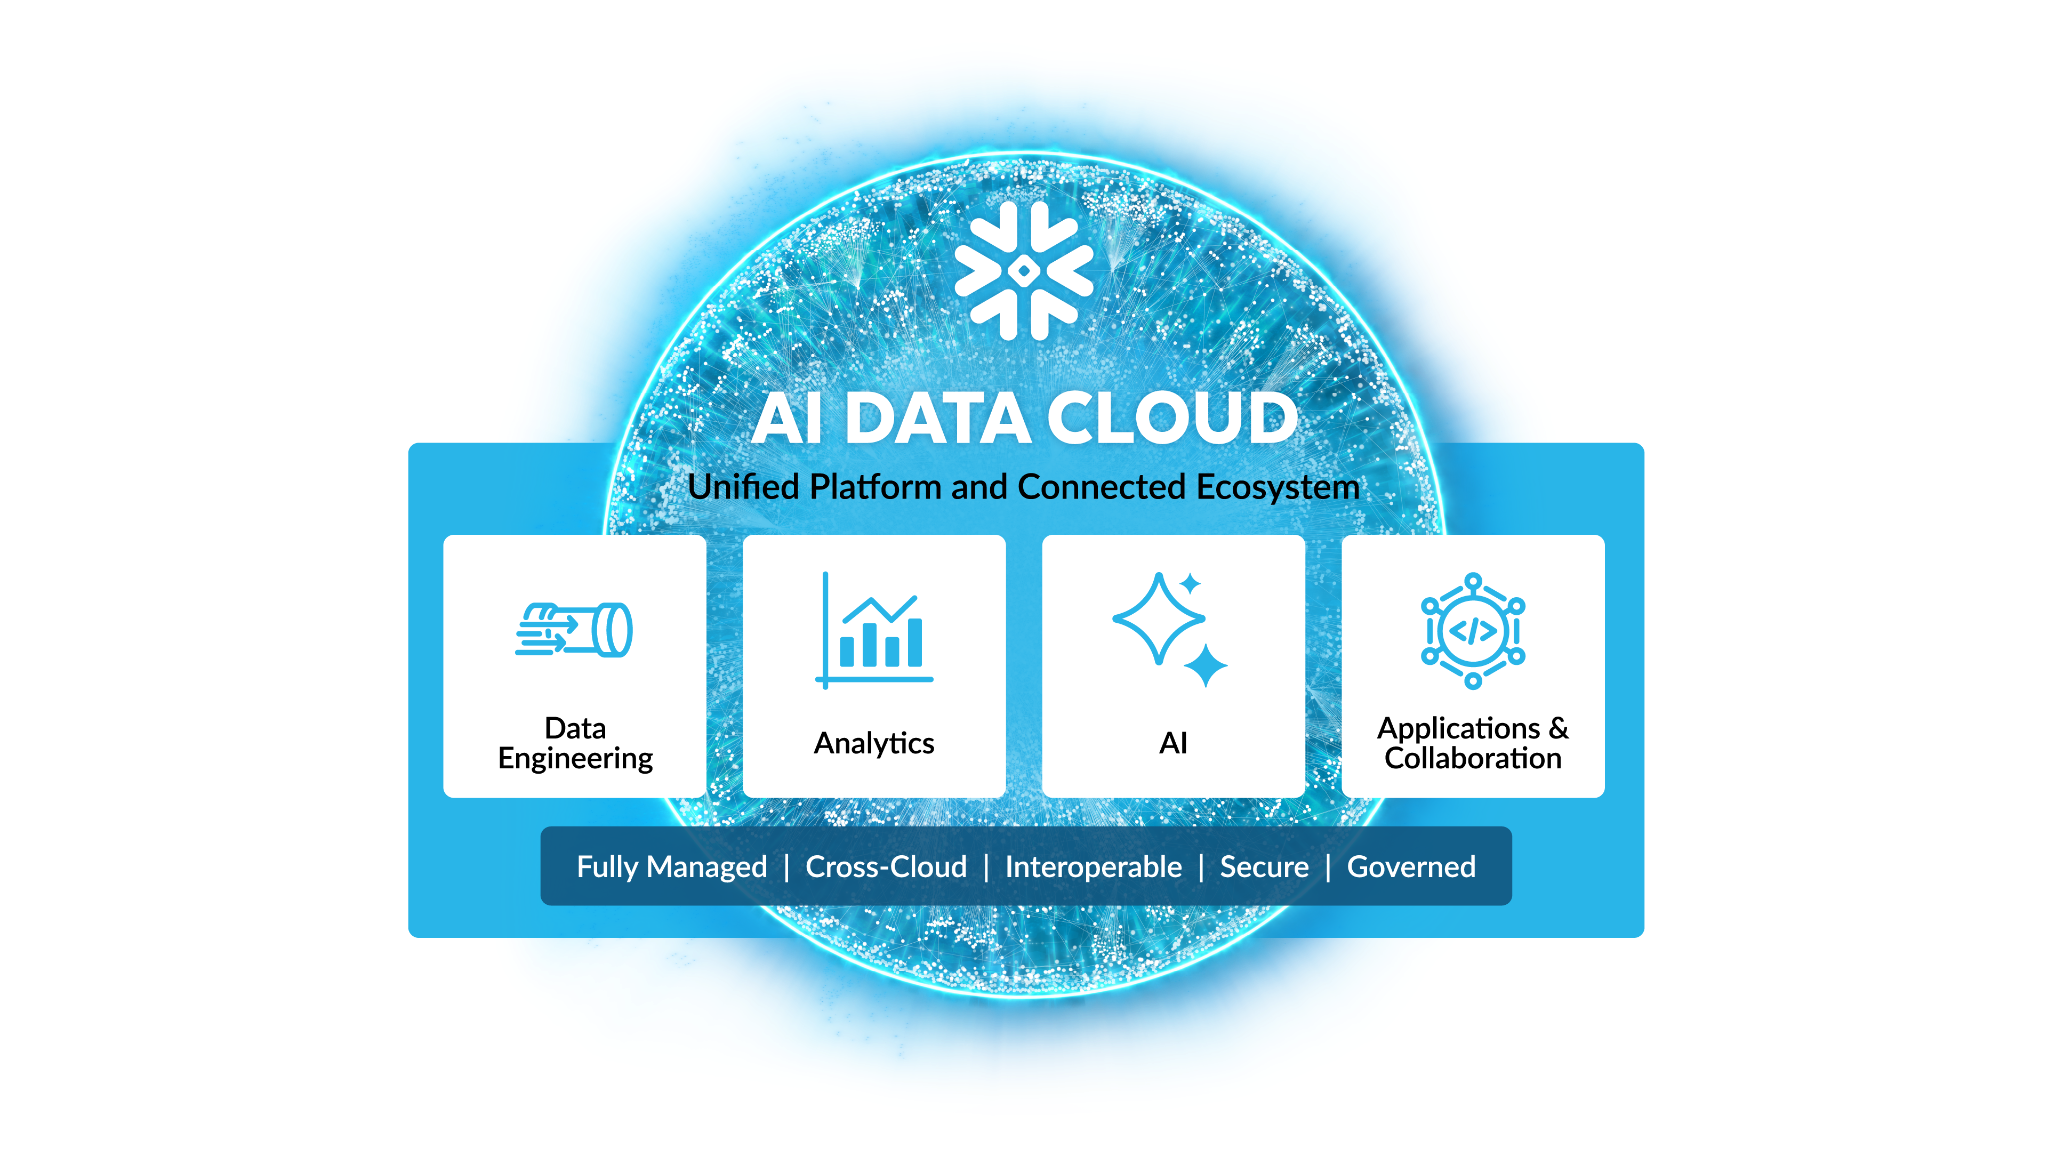 AI DATA CLOUD
Unified Platform and Connected Ecosystem
Data
Engineering
Analytics
AI
Applications &
Collaboration
Fully Managed | Cross-Cloud | Interoperable | Secure | Governed